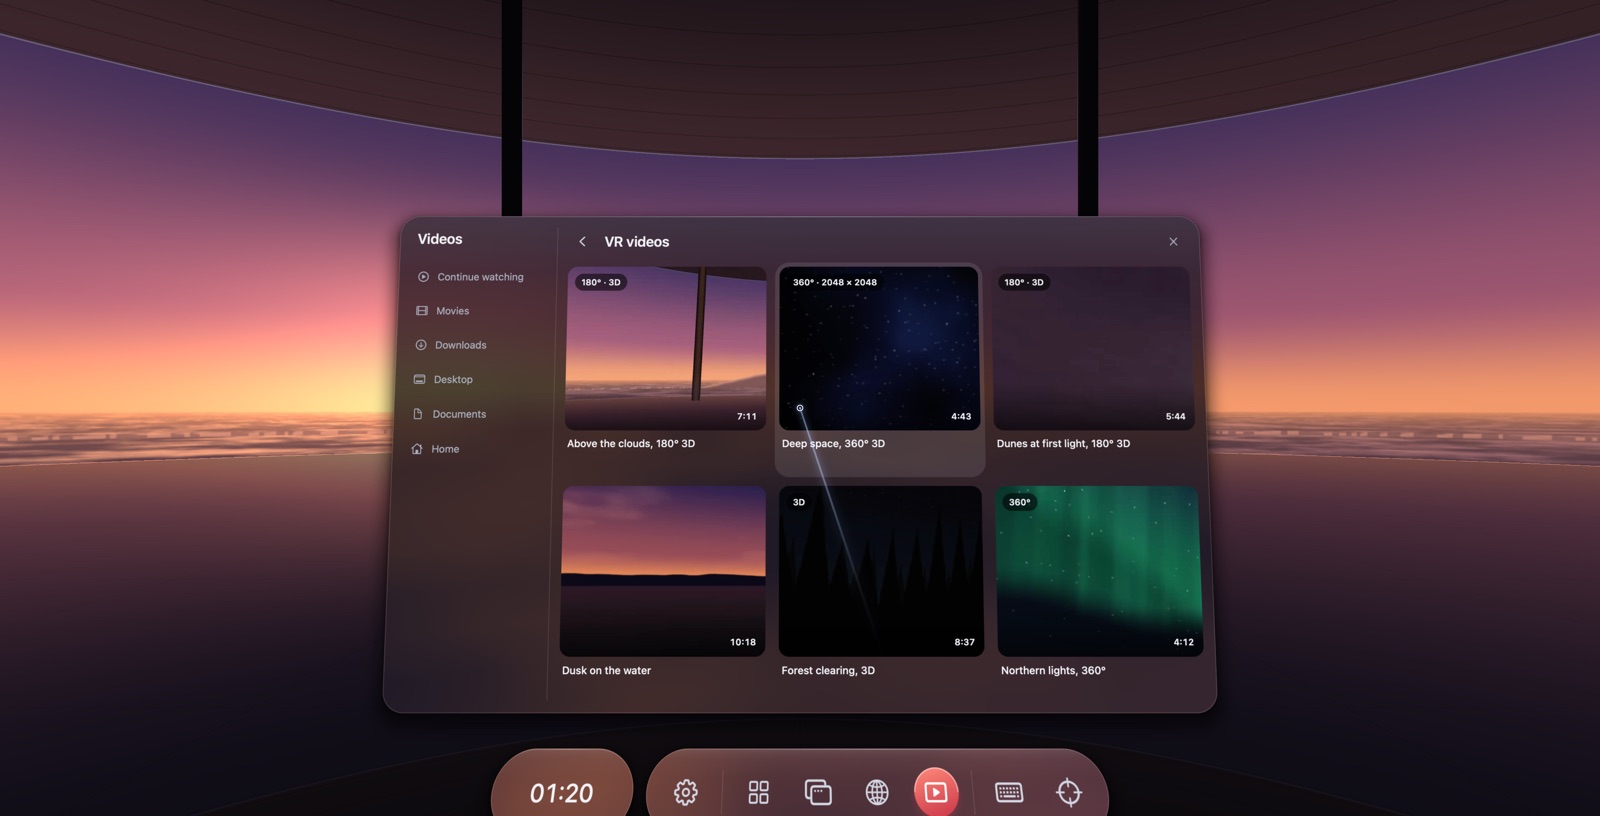 Videos
Continue watching
Movies
Downloads
Desktop
Documents
Home
VR videos
180° · 3D
7:11
Above the clouds, 180° 3D
360° · 2048 × 2048
4:43
Deep space, 360° 3D
180° · 3D
5:44
Dunes at first light, 180° 3D
10:18
Dusk on the water
3D
8:37
Forest clearing, 3D
360°
4:12
Northern lights, 360°
01:20